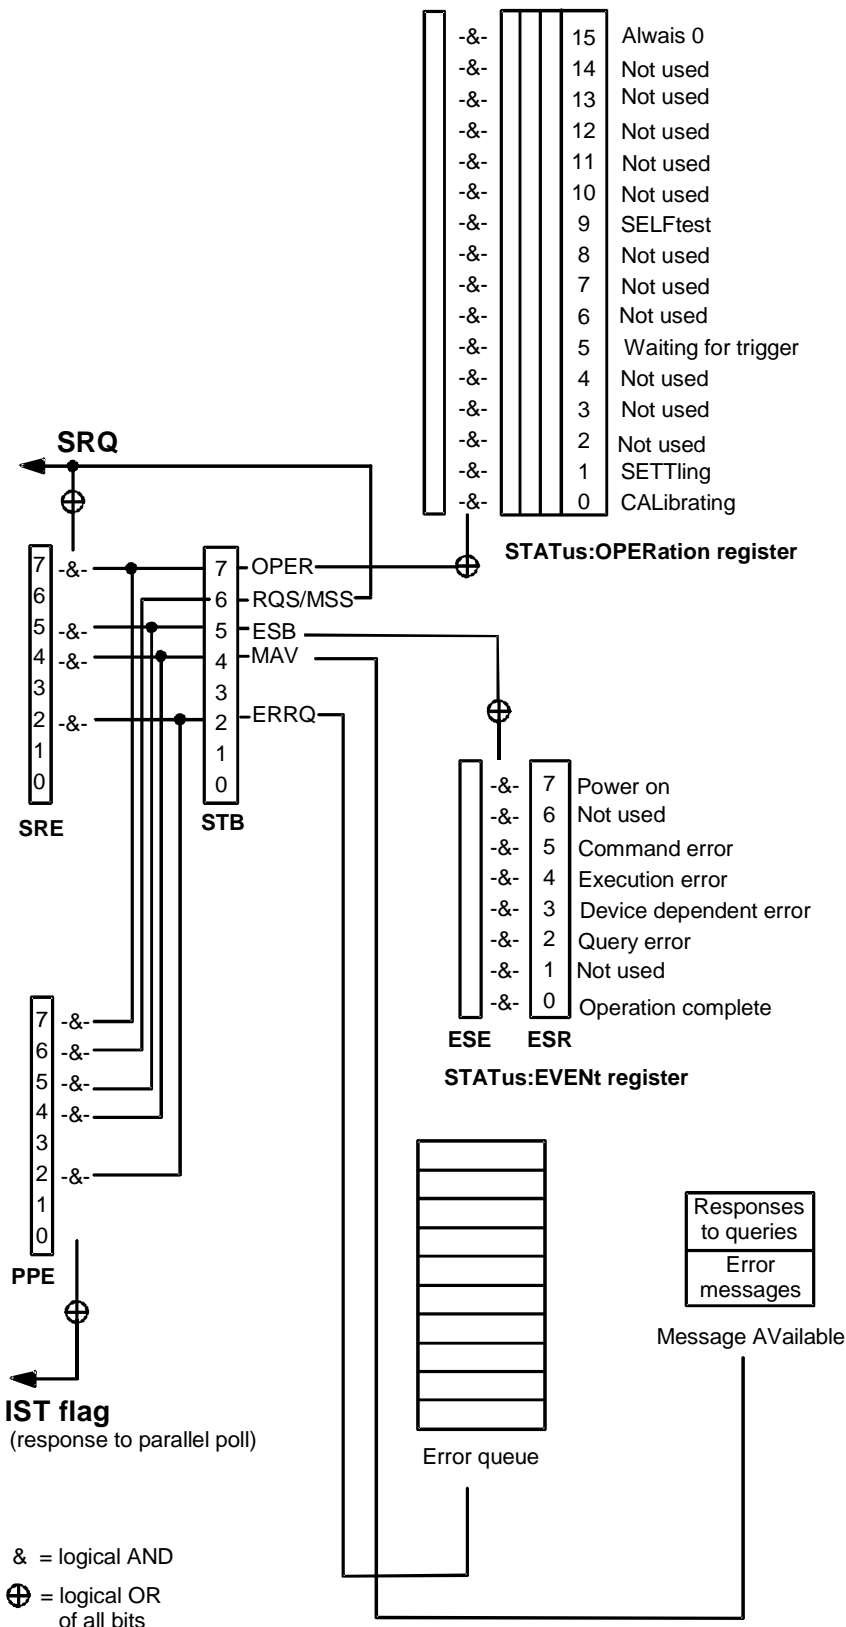 -&- 15 Alwais 0
-&- 14 Not used
-&- 13 Not used
-&- 12 Not used
-&- 11 Not used
-&- 10 Not used
-&- 9 SELFtest
-&- 8 Not used
-&- 7 Not used
-&- 6 Not used
-&- 5 Waiting for trigger
-&- 4 Not used
-&- 3 Not used
-&- 2 Not used
-&- 1 SETTling
-&- 0 CALibrating
STATus:OPERation register
SRQ
7 -&- 7 OPER
6 6 RQS/MSS
5 -&- 5 ESB
4 -&- 4 MAV
3 3
2 -&- 2 ERRQ
1 1
0 0
SRE STB
-&- 7 Power on
-&- 6 Not used
-&- 5 Command error
-&- 4 Execution error
-&- 3 Device dependent error
-&- 2 Query error
-&- 1 Not used
-&- 0 Operation complete
ESE ESR
STATus:EVENt register
7 -&-
6 -&-
5 -&-
4 -&-
3
2 -&-
1
0
PPE
IST flag
(response to parallel poll)
Error queue
Responses
to queries
Error
messages
Message AVailable
& = logical AND
= logical OR
of all bits